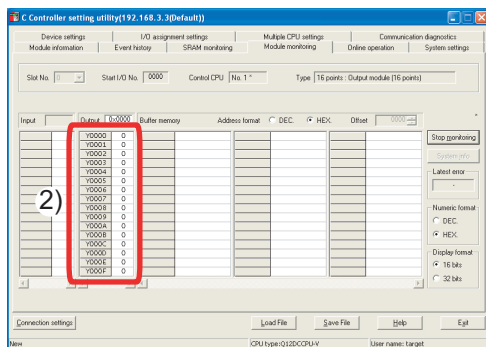 C Controller setting utility(192.168.3.3(Default))
Device settings I/O assignment settings Multiple CPU settings Communication diagnostics
Module information Event history SRAM monitoring Module monitoring Online operation System settings
Slot No. 0 Start I/O No. 0000 Control CPU No. 1 * Type 16 points : Output module (16 points)
Input Output 0x0000 Buffer memory Address format DEC. HEX. Offset 0000 *
Stop monitoring
System info
Latest error
-
Numeric format
DEC.
HEX.
Display format
16 bits
32 bits
2)
Y0000 0
Y0001 0
Y0002 0
Y0003 0
Y0004 0
Y0005 0
Y0006 0
Y0007 0
Y0008 0
Y0009 0
Y000A 0
Y000B 0
Y000C 0
Y000D 0
Y000E 0
Y000F 0
Connection settings Load File Save File Help Exit
New CPU type:Q12DCCPU-V User name: target